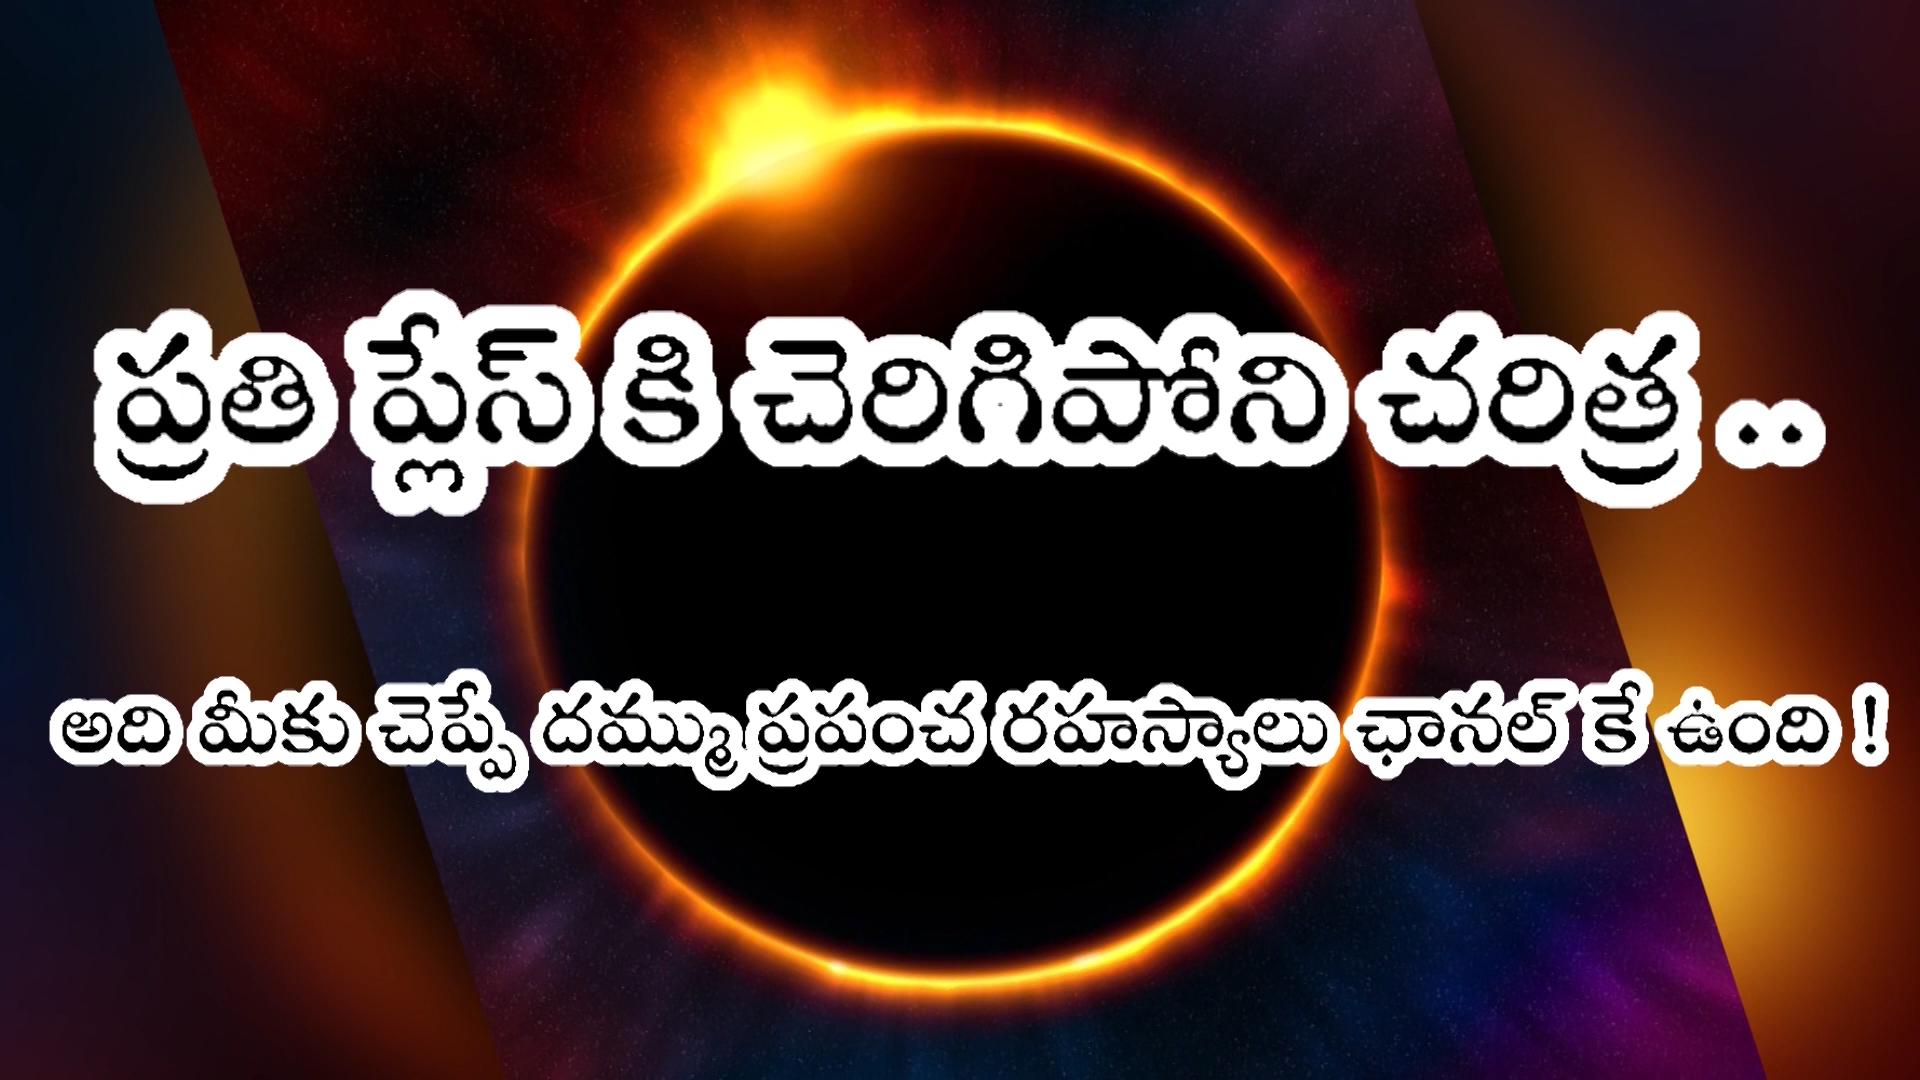 ప్రతి ప్లేస్ కి చెరిగిపోని చరిత్ర ..
అది మీకు చెప్పే దమ్ము ప్రపంచ రహస్యాలు ఛానల్ కే ఉంది !